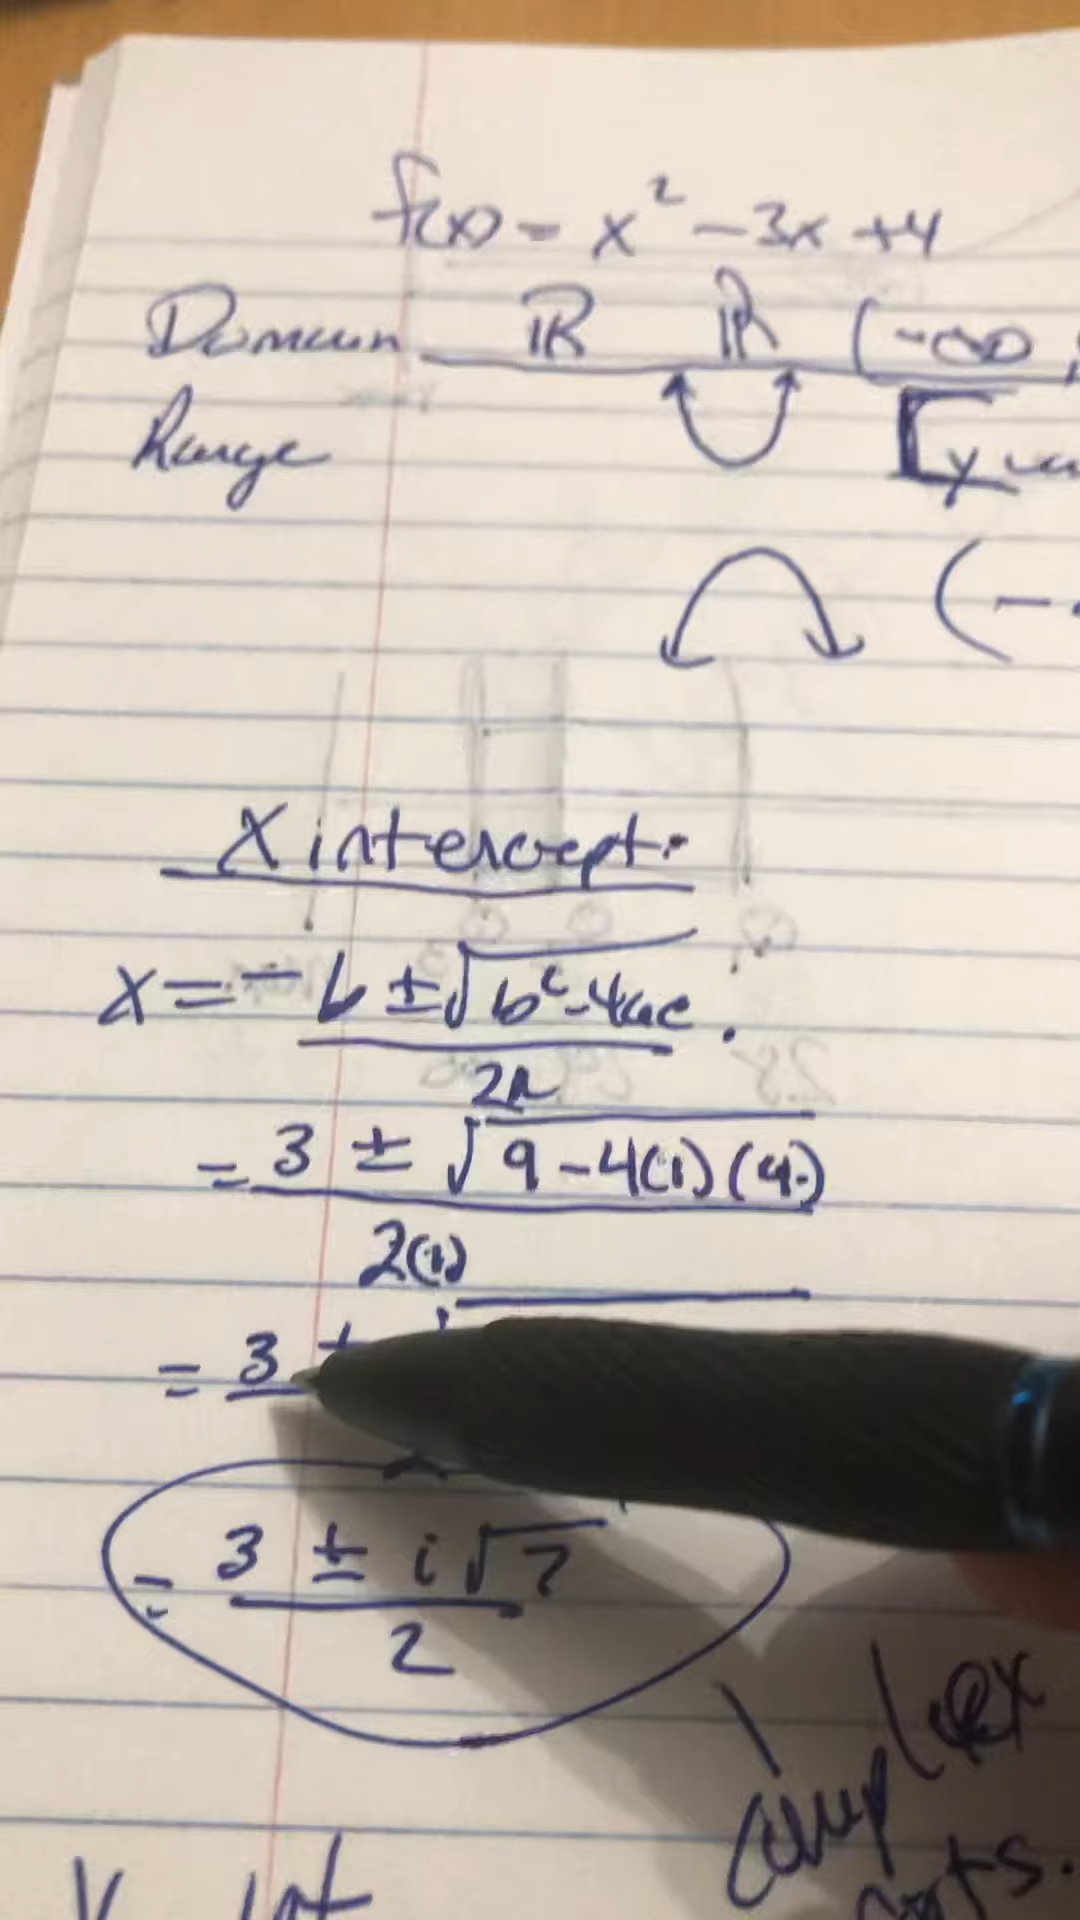 f(x) = x² - 3x + 4
Domain ℝ ℝ (-∞,
Range [y
(-
X intercept.
x = -b ± √b² - 4ac
2a
= 3 ± √9 - 4(1)(4)
2(1)
= 3 ±
= 3 ± i√7
2
complex
Y int